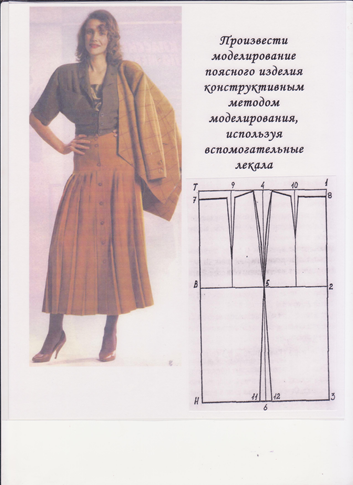 Произвести
моделирование
поясного изделия
конструктивным
методом
моделирования,
используя
вспомогательные
лекала
Т 9 4 10 1
7 8
В 5 2
Н 11 12 3
6